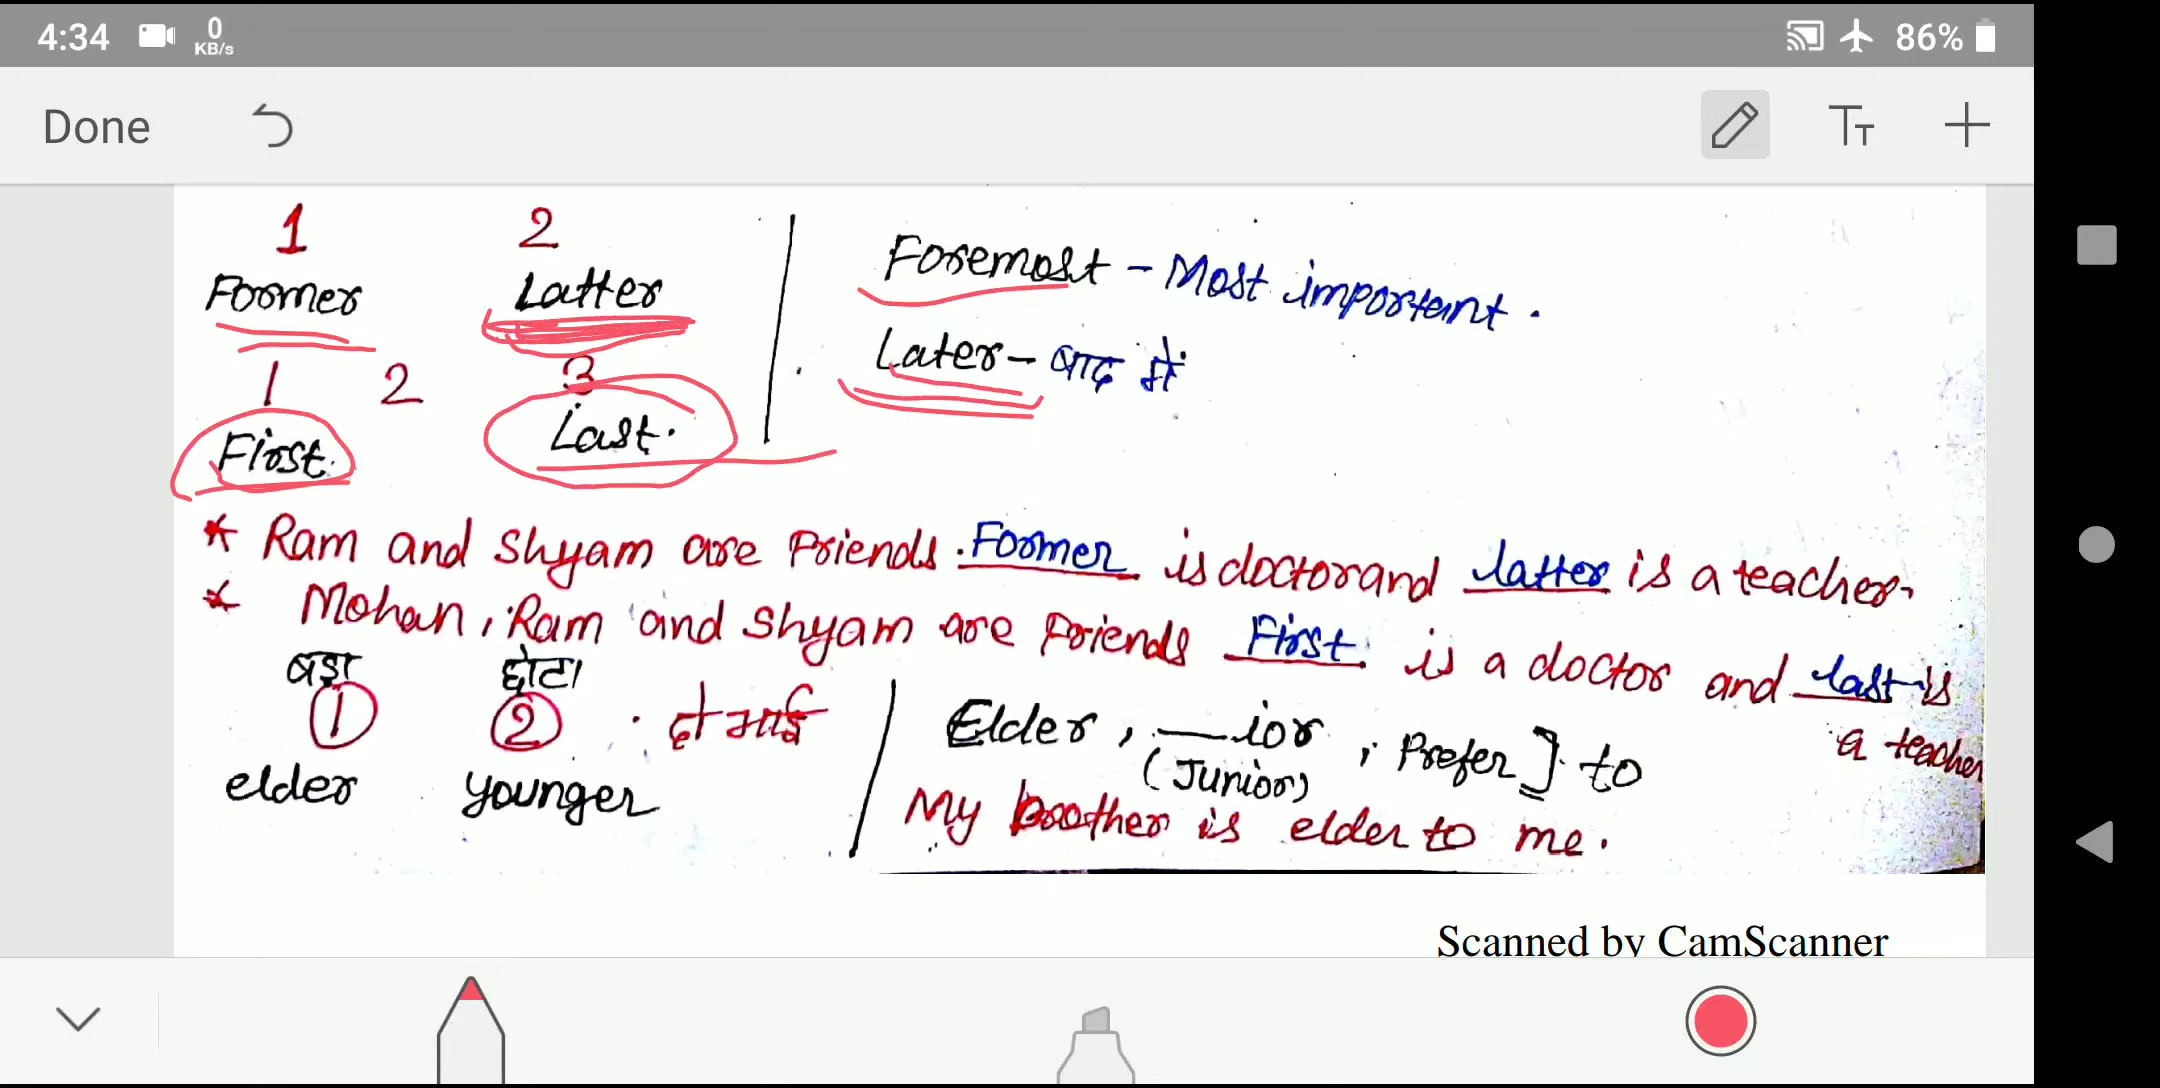 4:34 0 KB/s 86%
Done TT
1 2
Former Latter
1 2 3
First. Last.
Foremost - Most important.
Later - बाद में
* Ram and Shyam are Friends. Former is doctor and latter is a teacher.
* Mohan, Ram and Shyam are Friends First is a doctor and last is
a teacher
बड़ा छोटा
1 2 दो भाई
elder younger
Elder, —ior, Prefer] to
(Junior)
My brother is elder to me.
Scanned by CamScanner